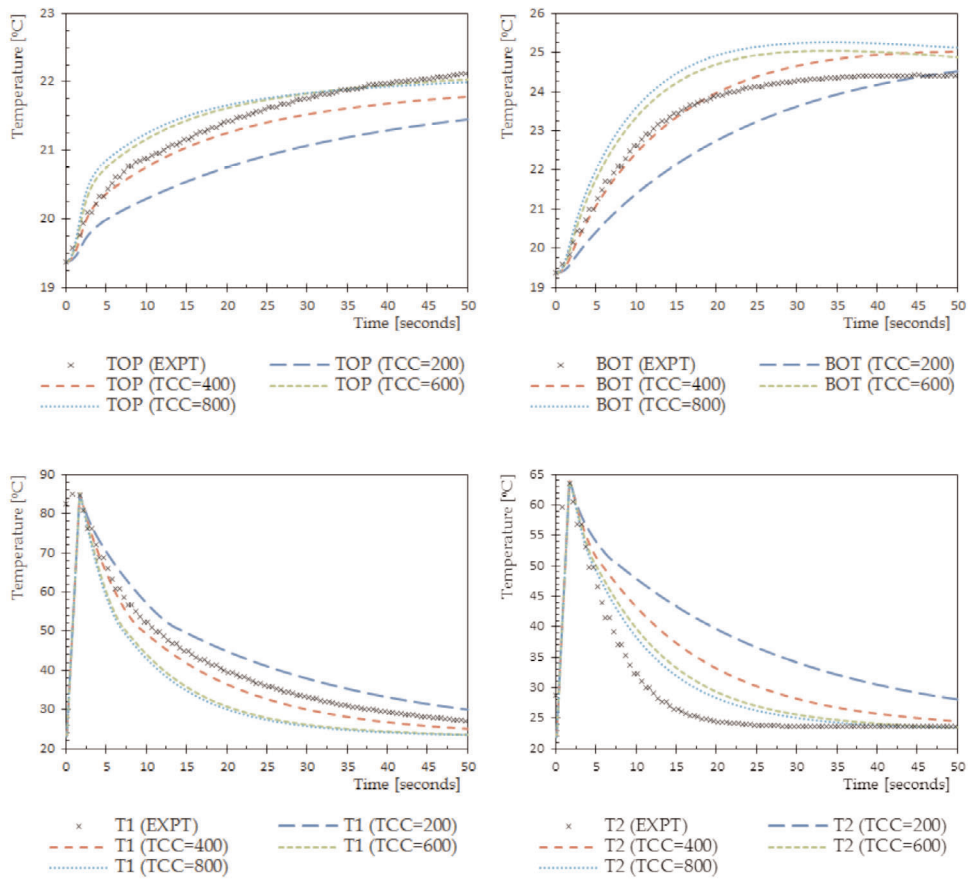 Temperature [ºC]
23
22
21
20
19
0 5 10 15 20 25 30 35 40 45 50
Time [seconds]
TOP (EXPT) TOP (TCC=200)
TOP (TCC=400) TOP (TCC=600)
TOP (TCC=800)
Temperature [ºC]
26
25
24
23
22
21
20
19
0 5 10 15 20 25 30 35 40 45 50
Time [seconds]
BOT (EXPT) BOT (TCC=200)
BOT (TCC=400) BOT (TCC=600)
BOT (TCC=800)
Temperature [ºC]
90
80
70
60
50
40
30
20
0 5 10 15 20 25 30 35 40 45 50
Time [seconds]
T1 (EXPT) T1 (TCC=200)
T1 (TCC=400) T1 (TCC=600)
T1 (TCC=800)
Temperature [ºC]
65
60
55
50
45
40
35
30
25
20
0 5 10 15 20 25 30 35 40 45 50
Time [seconds]
T2 (EXPT) T2 (TCC=200)
T2 (TCC=400) T2 (TCC=600)
T2 (TCC=800)